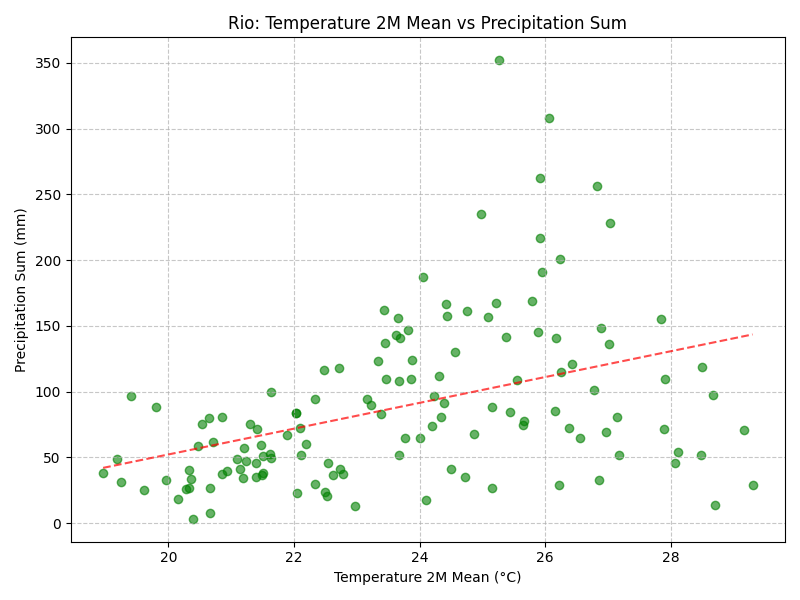 Rio: Temperature 2M Mean vs Precipitation Sum
Precipitation Sum (mm)
350
300
250
200
150
100
50
0
20 22 24 26 28
Temperature 2M Mean (°C)